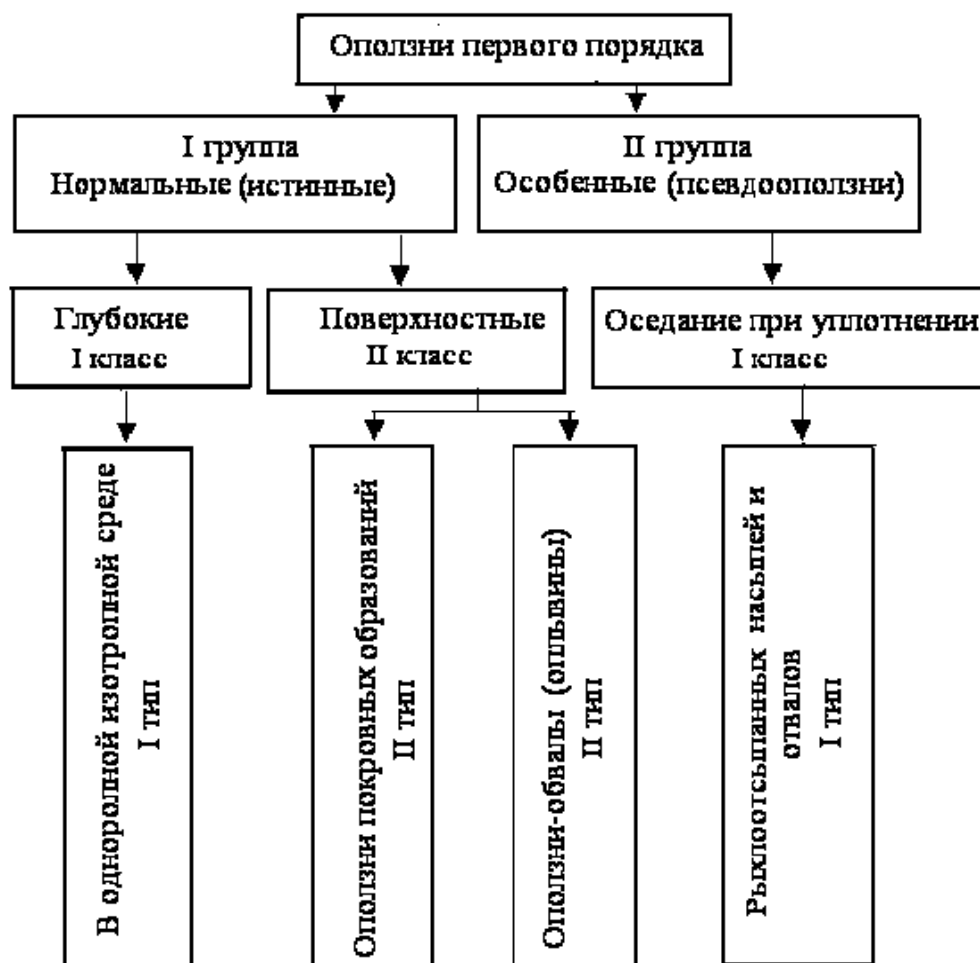 Оползни первого порядка
I группа
Нормальные (истинные)
II группа
Особенные (псевдооползни)
Глубокие
I класс
Поверхностные
II класс
Оседание при уплотнении
I класс
В одноролной изотропной среде
I тип
Оползни покровных образований
II тип
Оползни-обвалы (оплывины)
II тип
Рыхлоотсыпанных насыпей и
отвалов
I тип